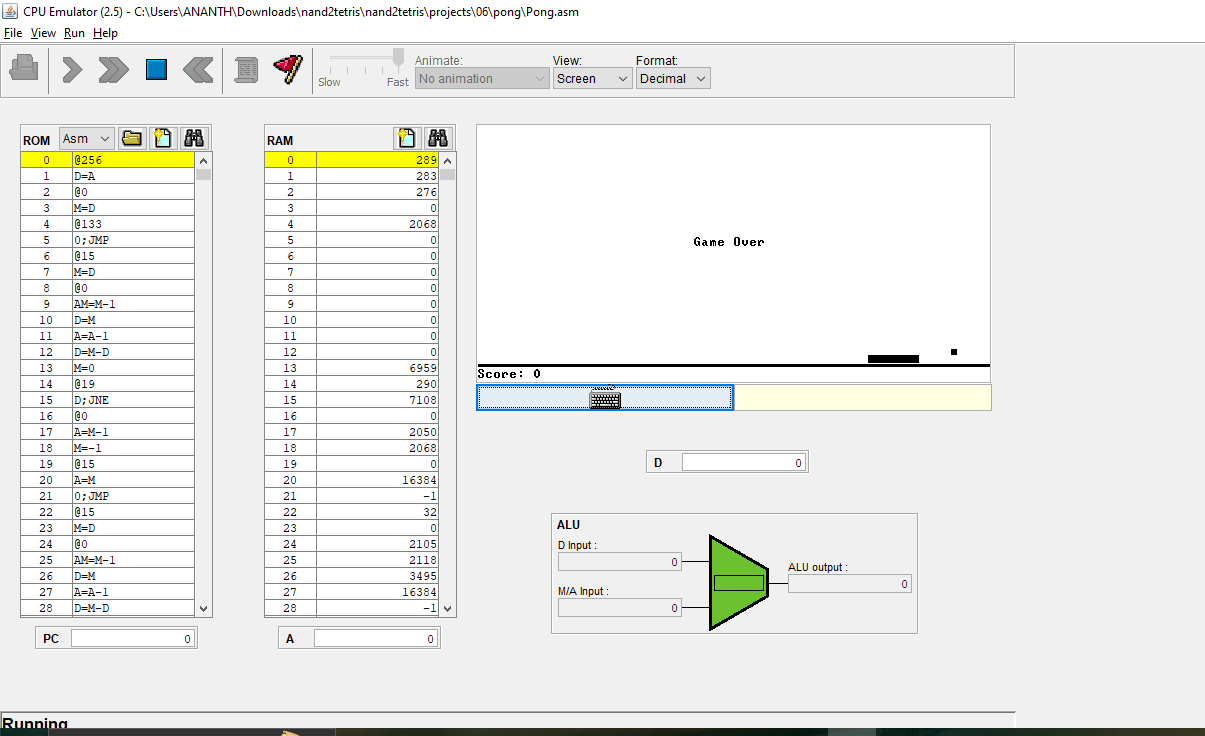 CPU Emulator (2.5) - C:\Users\ANANTH\Downloads\nand2tetris\nand2tetris\projects\06\pong\Pong.asm
File View Run Help
Slow Fast
Animate:
No animation
View:
Screen
Format:
Decimal
ROM Asm
0 @256
1 D=A
2 @0
3 M=D
4 @133
5 0;JMP
6 @15
7 M=D
8 @0
9 AM=M-1
10 D=M
11 A=A-1
12 D=M-D
13 M=0
14 @19
15 D;JNE
16 @0
17 A=M-1
18 M=-1
19 @15
20 A=M
21 0;JMP
22 @15
23 M=D
24 @0
25 AM=M-1
26 D=M
27 A=A-1
28 D=M-D
PC 0
RAM
0 289
1 283
2 276
3 0
4 2068
5 0
6 0
7 0
8 0
9 0
10 0
11 0
12 0
13 6959
14 290
15 7108
16 0
17 2050
18 2068
19 0
20 16384
21 -1
22 32
23 0
24 2105
25 2118
26 3495
27 16384
28 -1
A 0
Game Over
Score: 0
D 0
ALU
D Input :
0
M/A Input :
0
ALU output :
0
Running